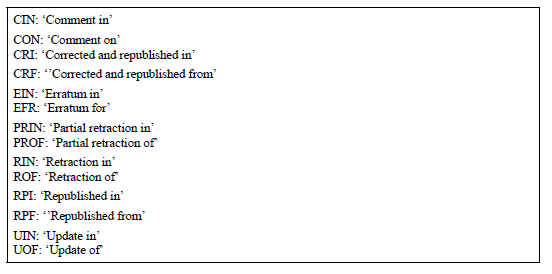 CIN: ‘Comment in’
CON: ‘Comment on’
CRI: ‘Corrected and republished in’
CRF: ‘’Corrected and republished from’
EIN: ‘Erratum in’
EFR: ‘Erratum for’
PRIN: ‘Partial retraction in’
PROF: ‘Partial retraction of’
RIN: ‘Retraction in’
ROF: ‘Retraction of’
RPI: ‘Republished in’
RPF: ‘’Republished from’
UIN: ‘Update in’
UOF: ‘Update of’